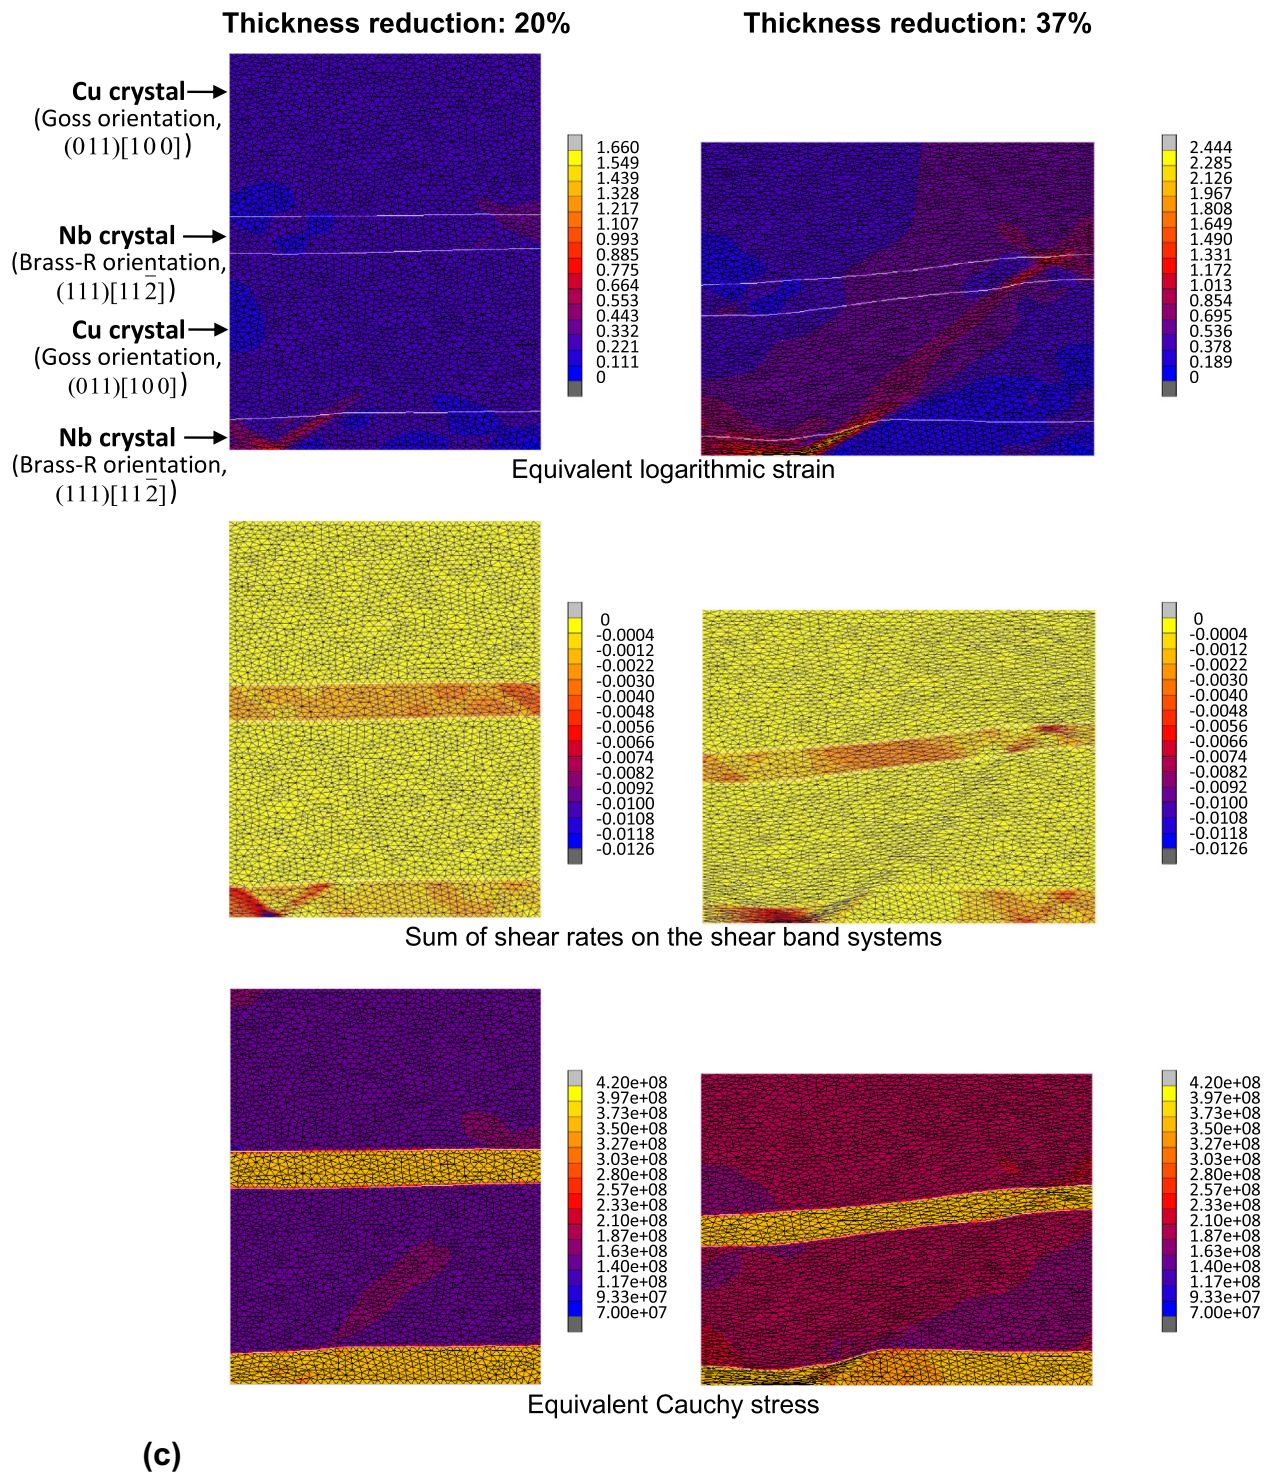 Thickness reduction: 20%
Thickness reduction: 37%
Cu crystal
(Goss orientation,
(011)[100])
Nb crystal
(Brass-R orientation,
(111)[112̅])
Cu crystal
(Goss orientation,
(011)[100])
Nb crystal
(Brass-R orientation,
(111)[112̅])
1.660
1.549
1.439
1.328
1.217
1.107
0.993
0.885
0.775
0.664
0.553
0.443
0.332
0.221
0.111
0
2.444
2.285
2.126
1.967
1.808
1.649
1.490
1.331
1.172
1.013
0.854
0.695
0.536
0.378
0.189
0
Equivalent logarithmic strain
0
-0.0004
-0.0012
-0.0022
-0.0030
-0.0040
-0.0048
-0.0056
-0.0066
-0.0074
-0.0082
-0.0092
-0.0100
-0.0108
-0.0118
-0.0126
0
-0.0004
-0.0012
-0.0022
-0.0030
-0.0040
-0.0048
-0.0056
-0.0066
-0.0074
-0.0082
-0.0092
-0.0100
-0.0108
-0.0118
-0.0126
Sum of shear rates on the shear band systems
4.20e+08
3.97e+08
3.73e+08
3.50e+08
3.27e+08
3.03e+08
2.80e+08
2.57e+08
2.33e+08
2.10e+08
1.87e+08
1.63e+08
1.40e+08
1.17e+08
9.33e+07
7.00e+07
4.20e+08
3.97e+08
3.73e+08
3.50e+08
3.27e+08
3.03e+08
2.80e+08
2.57e+08
2.33e+08
2.10e+08
1.87e+08
1.63e+08
1.40e+08
1.17e+08
9.33e+07
7.00e+07
Equivalent Cauchy stress
(c)